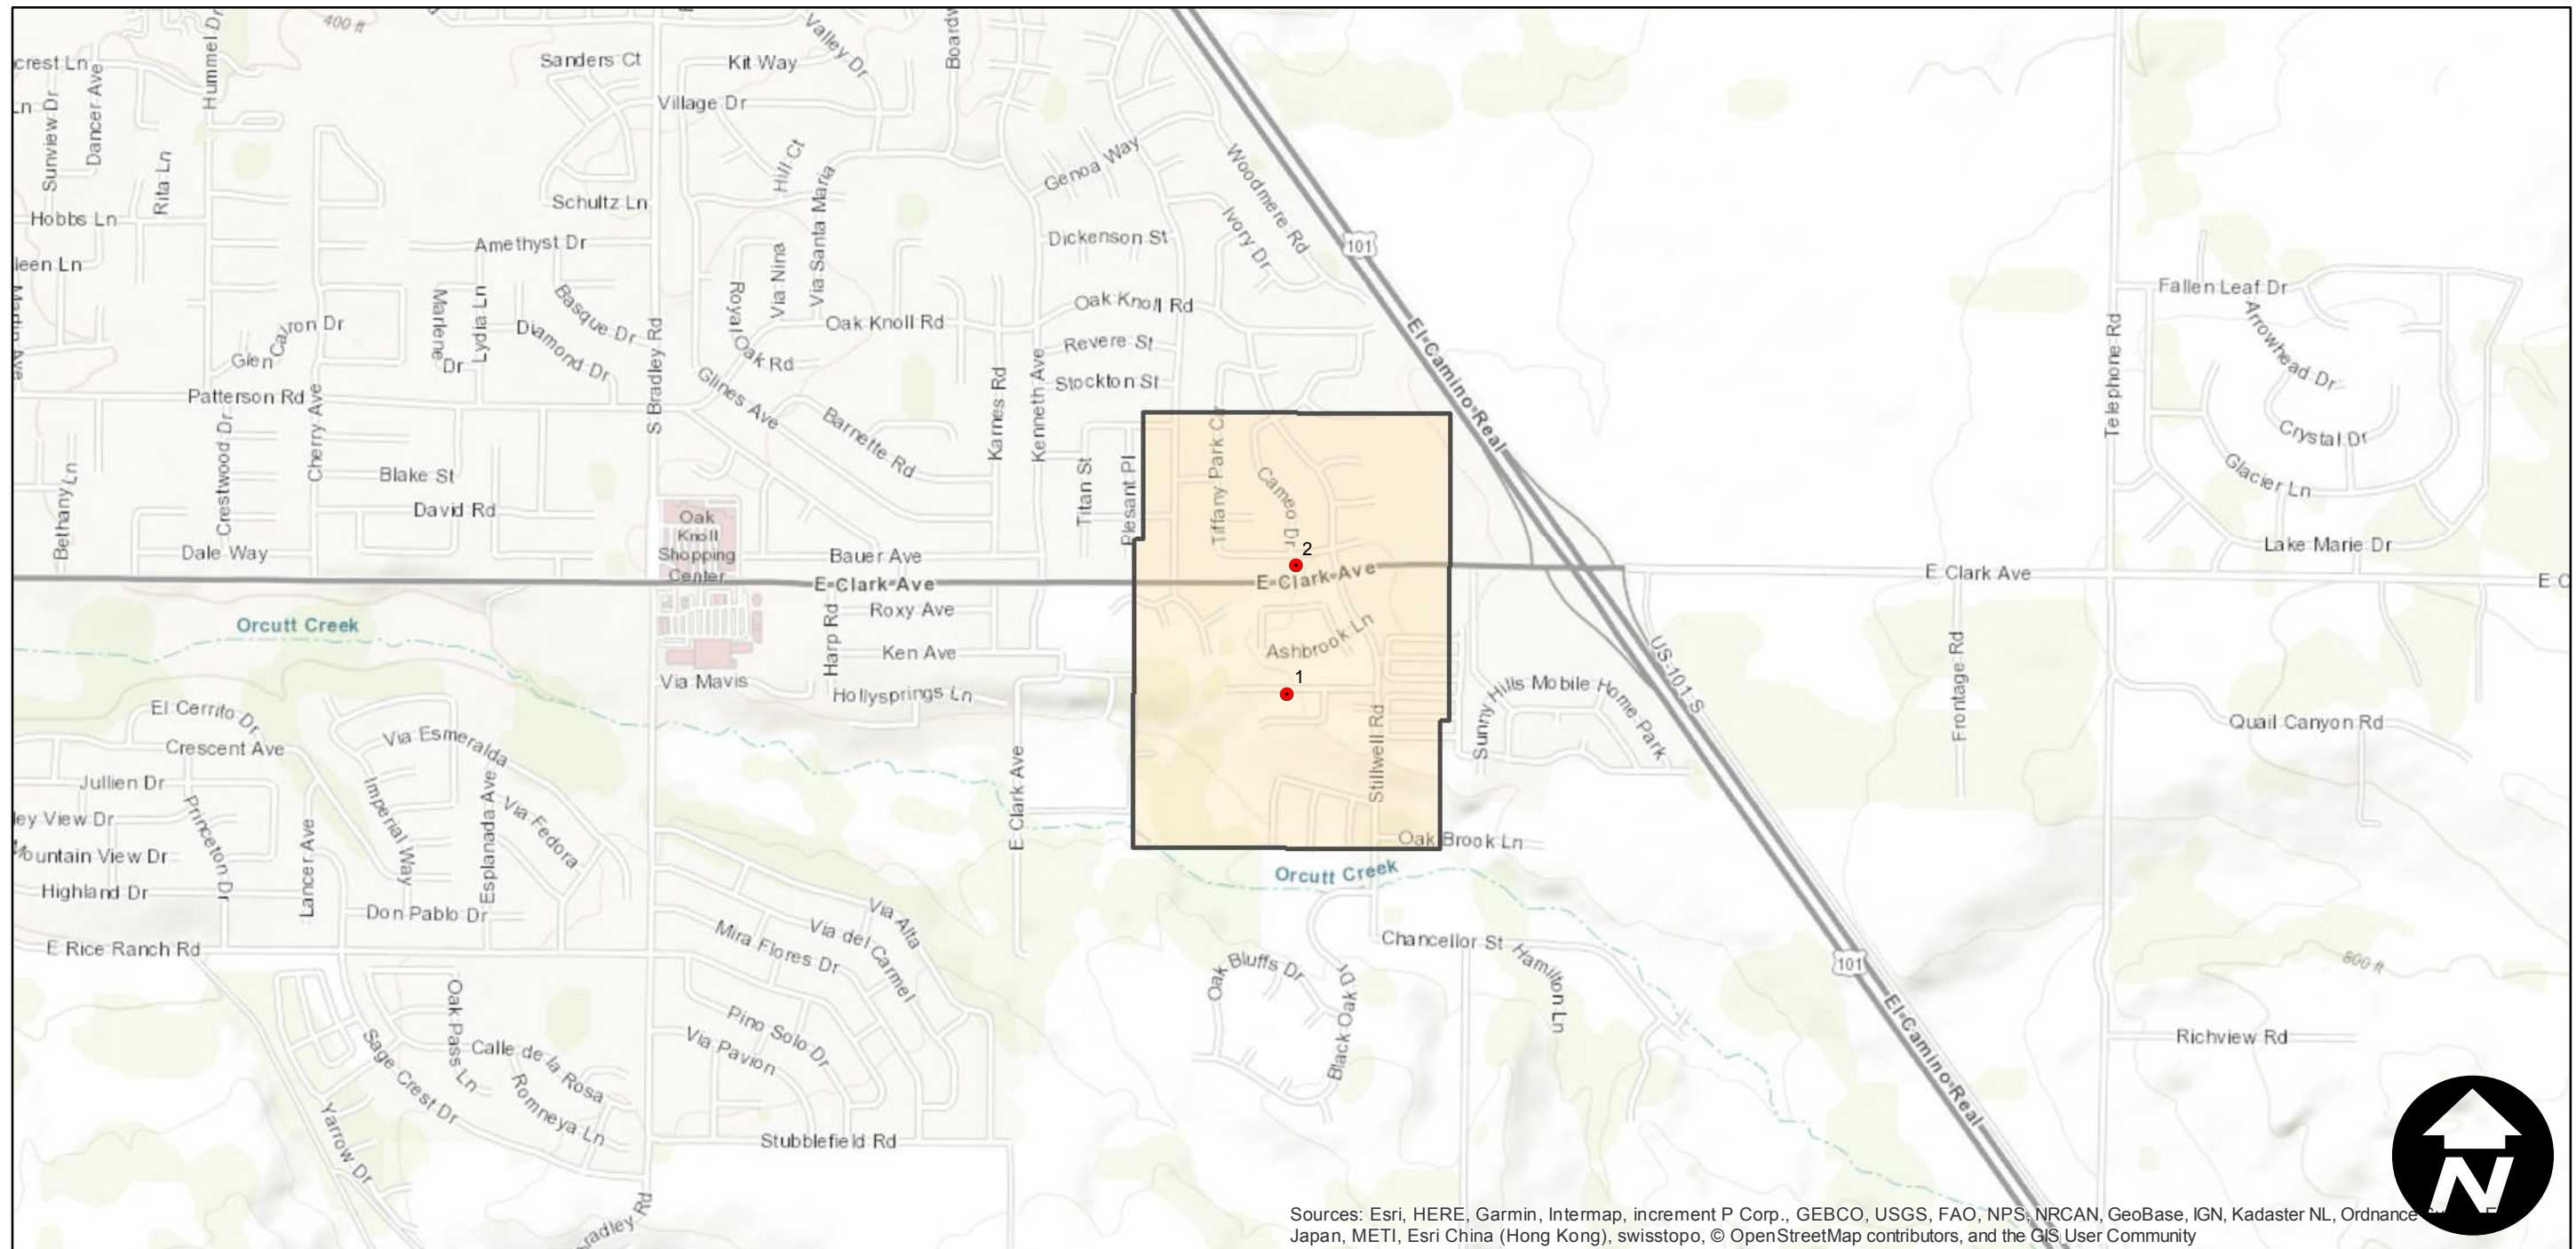 400 ft
Valley Dr
Hummel Dr
crest Ln
Sanders Ct
Kit Way
Village Dr
Sunview Dr
Dancer Ave
Rita Ln
Hill Ct
Via Santa Maria
Genoa Way
Woodmere Rd
Schultz Ln
Hobbs Ln
Amethyst Dr
Via Nina
Dickenson St
Ivory Dr
101
leen Ln
Marlene
Dr
Lydia Ln
Basque Dr
Diamond Dr
S Bradley Rd
Royal Oak Rd
Oak Knoll Rd
Oak Knoll Rd
Fallen Leaf Dr
Arrowhead Dr
Glen Cairon Dr
Revere St
Stockton St
El Camino Real
Telephone Rd
Patterson Rd
Cherry Ave
Crestwood Dr
Glines Ave
Barnette Rd
Karnes Rd
Kenneth Ave
Crystal Dr
Glacier Ln
Bethany Ln
Blake St
David Rd
Titan St
Plesant Pl
Tiffany Park Cir
Cameo Dr
Oak
Knoll
Shopping
Center
Dale Way
Bauer Ave
2
Lake Marie Dr
E Clark Ave
E Clark Ave
E Clark Ave
E C
Orcutt Creek
Harp Rd
Roxy Ave
Ken Ave
Ashbrook Ln
1
US-101 S
Frontage Rd
Via Mavis
Hollysprings Ln
Sunny Hills Mobile Home Park
Stillwell Rd
Quail Canyon Rd
El Cerrito Dr
Crescent Ave
Via Esmeralda
E Clark Ave
Jullien Dr
Princeton Dr
Imperial Way
Esplanada Ave
Via Fedora
ley View Dr
Mountain View Dr
Lancer Ave
Oak Brook Ln
Orcutt Creek
Highland Dr
Don Pablo Dr
Via Alta
Via del Carmel
Mira Flores Dr
E Rice Ranch Rd
Chancellor St
Hamilton Ln
Oak Bluffs Dr
Black Oak Dr
101
800 ft
El Camino Real
Oak Pass Ln
Sage Crest Dr
Calle de la Rosa
Romneya Ln
Pino Solo Dr
Via Pavion
Richview Rd
Yarrow Dr
Stubblefield Rd
radley Rd
N
Sources: Esri, HERE, Garmin, Intermap, increment P Corp., GEBCO, USGS, FAO, NPS, NRCAN, GeoBase, IGN, Kadaster NL, Ordnance
Japan, METI, Esri China (Hong Kong), swisstopo, © OpenStreetMap contributors, and the GIS User Community